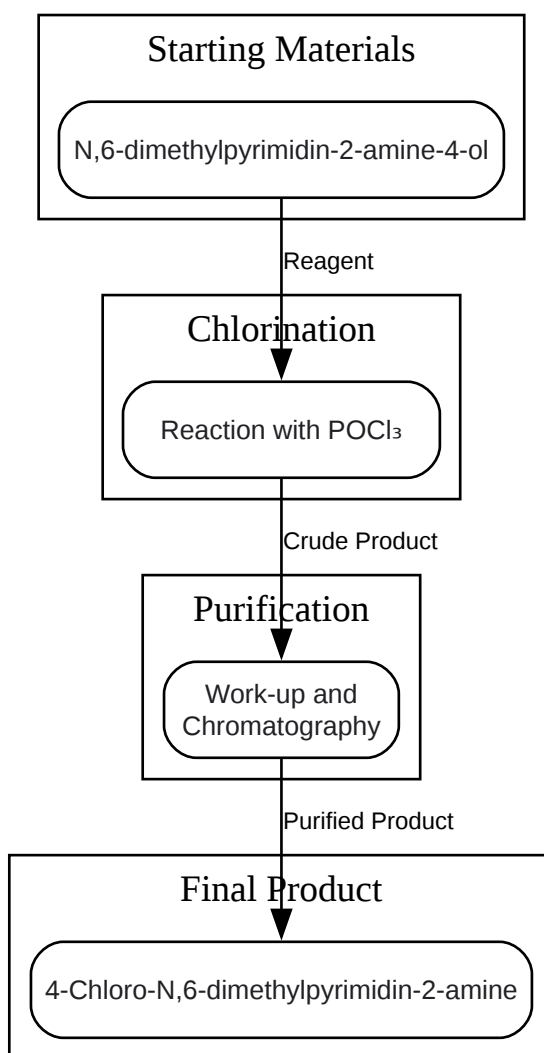 Starting Materials
N,6-dimethylpyrimidin-2-amine-4-ol
Reagent
Chlorination
Reaction with POCl₃
Crude Product
Purification
Work-up and
Chromatography
Purified Product
Final Product
4-Chloro-N,6-dimethylpyrimidin-2-amine